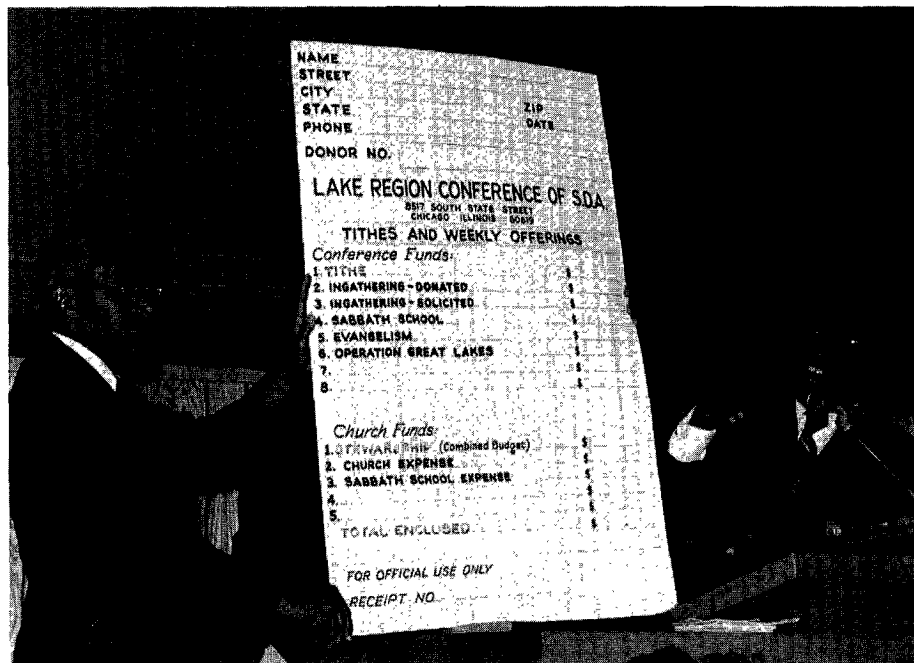 NAME
STREET
CITY
STATE ZIP
PHONE DATE
DONOR NO.
LAKE REGION CONFERENCE OF S.D.A.
8517 SOUTH STATE STREET
CHICAGO ILLINOIS 60619
TITHES AND WEEKLY OFFERINGS
Conference Funds:
1. TITHE $
2. INGATHERING - DONATED $
3. INGATHERING - SOLICITED $
4. SABBATH SCHOOL $
5. EVANGELISM $
6. OPERATION GREAT LAKES $
7. $
8. $
Church Funds:
1. STEWARDSHIP (Combined Budget) $
2. CHURCH EXPENSE $
3. SABBATH SCHOOL EXPENSE $
4. $
5. $
TOTAL ENCLOSED $
FOR OFFICIAL USE ONLY
RECEIPT NO.